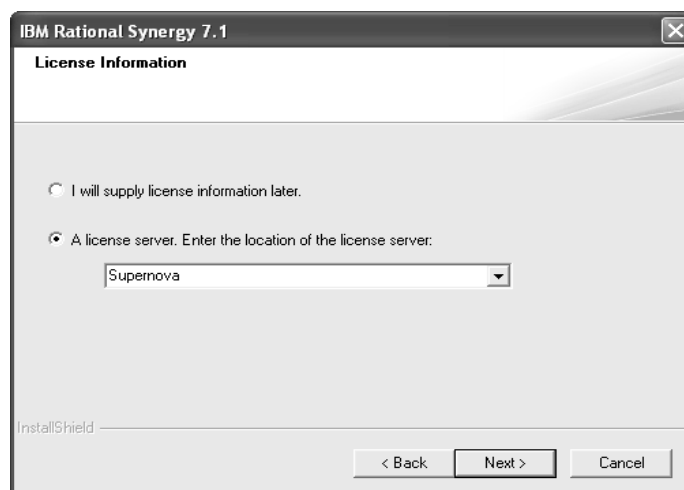 IBM Rational Synergy 7.1
License Information
I will supply license information later.
A license server. Enter the location of the license server:
Supernova
InstallShield
< Back
Next >
Cancel